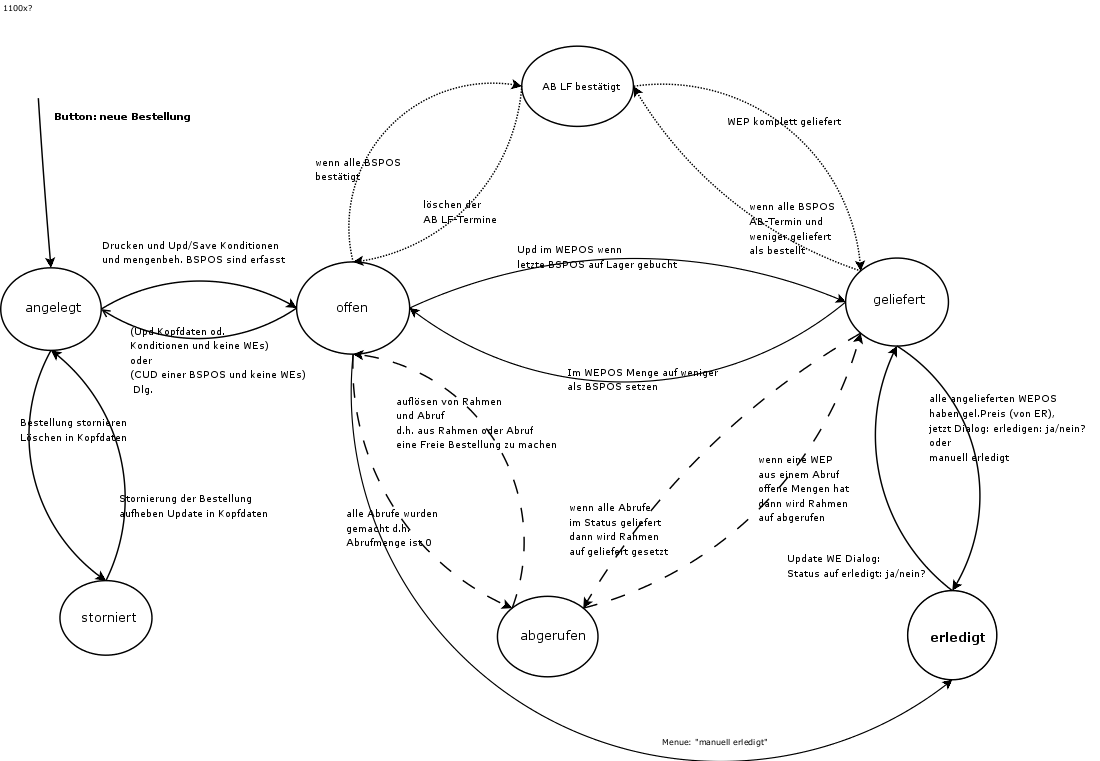 1100x?
AB LF bestätigt
Button: neue Bestellung
WEP komplett geliefert
wenn alle BSPOS
bestätigt
löschen der
AB LF-Termine
wenn alle BSPOS
AB-Termin und
weniger geliefert
als bestellt
Drucken und Upd/Save Konditionen
und mengenbeh. BSPOS sind erfasst
Upd im WEPOS wenn
letzte BSPOS auf Lager gebucht
angelegt
offen
geliefert
(Upd Kopfdaten od.
Konditionen und keine WEs)
oder
(CUD einer BSPOS und keine WEs)
Dlg.
Im WEPOS Menge auf weniger
als BSPOS setzen
auflösen von Rahmen
und Abruf
d.h. aus Rahmen oder Abruf
eine Freie Bestellung zu machen
alle angelieferten WEPOS
haben gel.Preis (von ER),
jetzt Dialog: erledigen: ja/nein?
oder
manuell erledigt
Bestellung stornieren
Löschen in Kopfdaten
wenn eine WEP
aus einem Abruf
offene Mengen hat
dann wird Rahmen
auf abgerufen
Stornierung der Bestellung
aufheben Update in Kopfdaten
alle Abrufe wurden
gemacht d.h.
Abrufmenge ist 0
wenn alle Abrufe
im Status geliefert
dann wird Rahmen
auf geliefert gesetzt
Update WE Dialog:
Status auf erledigt: ja/nein?
storniert
abgerufen
erledigt
Menue: "manuell erledigt"